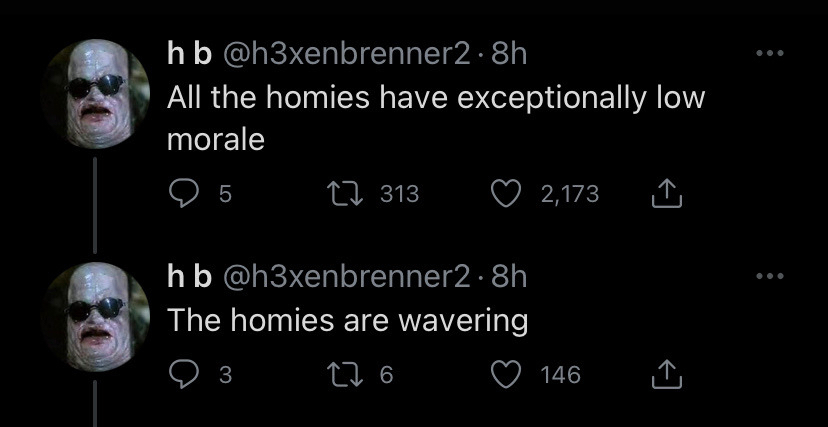 h b @h3xenbrenner2 · 8h
All the homies have exceptionally low
morale
5 313 2,173
h b @h3xenbrenner2 · 8h
The homies are wavering
3 6 146